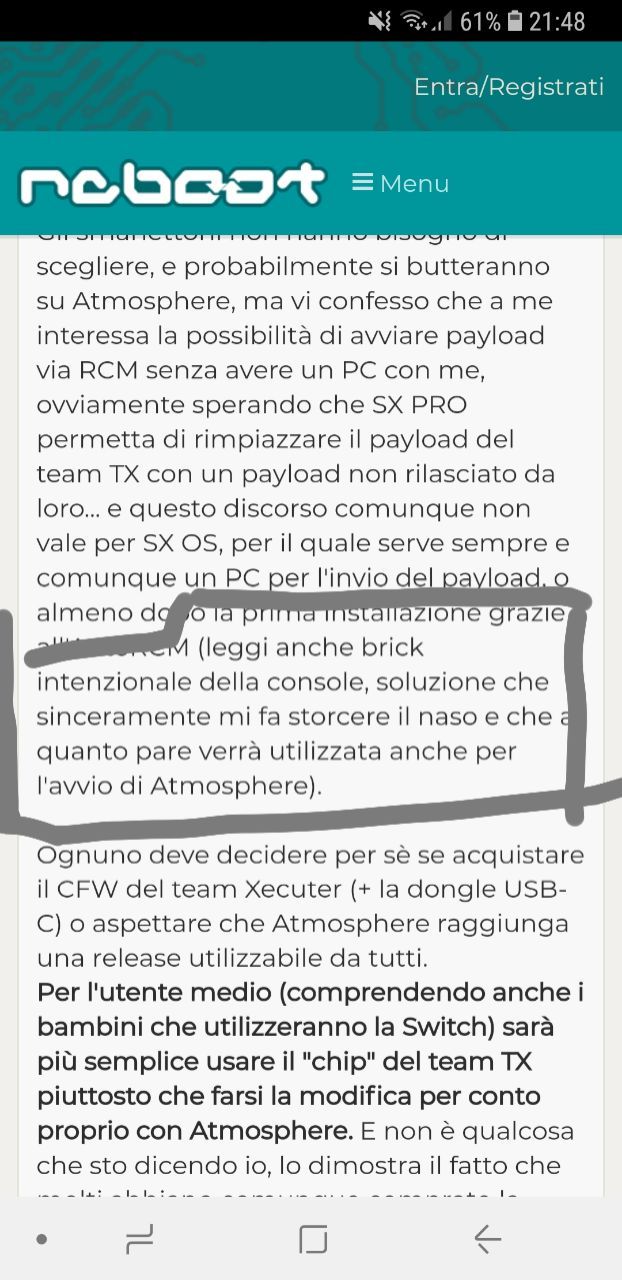 61% 21:48
Entra/Registrati
reboot
Menu
Gli smanettoni non hanno bisogno di
scegliere, e probabilmente si butteranno
su Atmosphere, ma vi confesso che a me
interessa la possibilità di avviare payload
via RCM senza avere un PC con me,
ovviamente sperando che SX PRO
permetta di rimpiazzare il payload del
team TX con un payload non rilasciato da
loro... e questo discorso comunque non
vale per SX OS, per il quale serve sempre e
comunque un PC per l'invio del payload, o
almeno dopo la prima installazione grazie
(leggi anche brick
intenzionale della console, soluzione che
sinceramente mi fa storcere il naso e che a
quanto pare verrà utilizzata anche per
l'avvio di Atmosphere).
Ognuno deve decidere per sè se acquistare
il CFW del team Xecuter (+ la dongle USB-
C) o aspettare che Atmosphere raggiunga
una release utilizzabile da tutti.
Per l'utente medio (comprendendo anche i
bambini che utilizzeranno la Switch) sarà
più semplice usare il "chip" del team TX
piuttosto che farsi la modifica per conto
proprio con Atmosphere. E non è qualcosa
che sto dicendo io, lo dimostra il fatto che